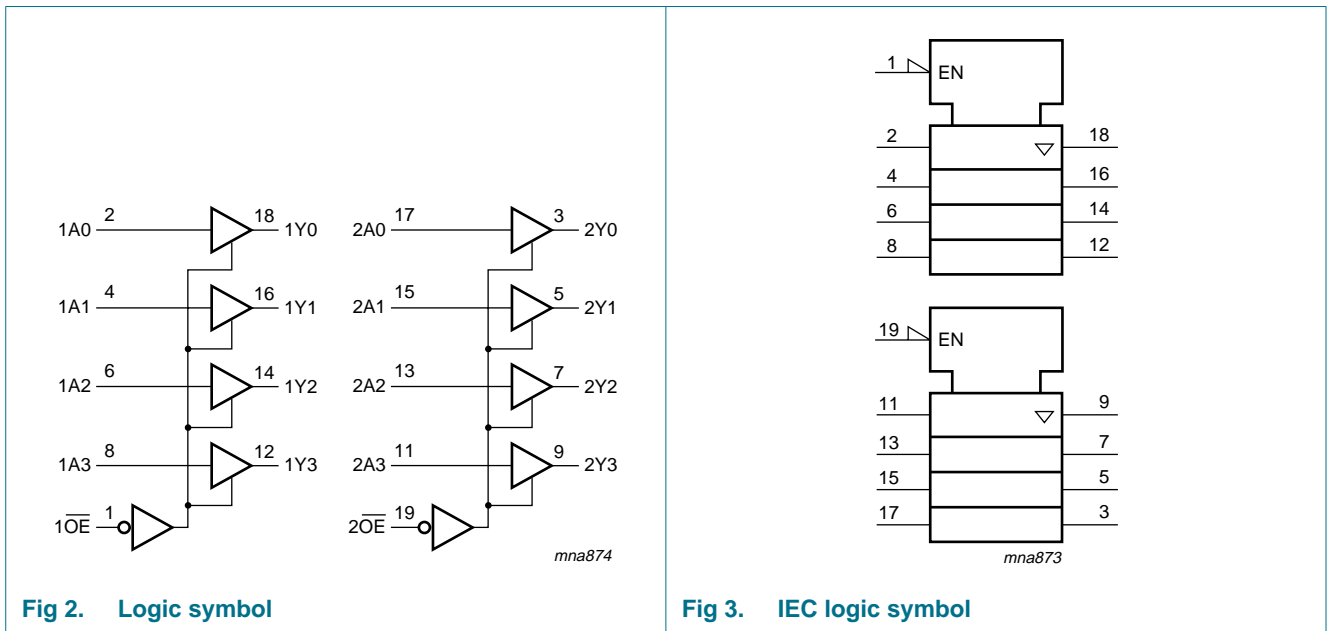 2 18
1A0 1Y0
17 3
2A0 2Y0
4 16
1A1 1Y1
15 5
2A1 2Y1
6 14
1A2 1Y2
13 7
2A2 2Y2
8 12
1A3 1Y3
11 9
2A3 2Y3
1
1O̅E̅
19
2O̅E̅
mna874
Fig 2. Logic symbol
1
EN
2 18
4 16
6 14
8 12
19
EN
11 9
13 7
15 5
17 3
mna873
Fig 3. IEC logic symbol